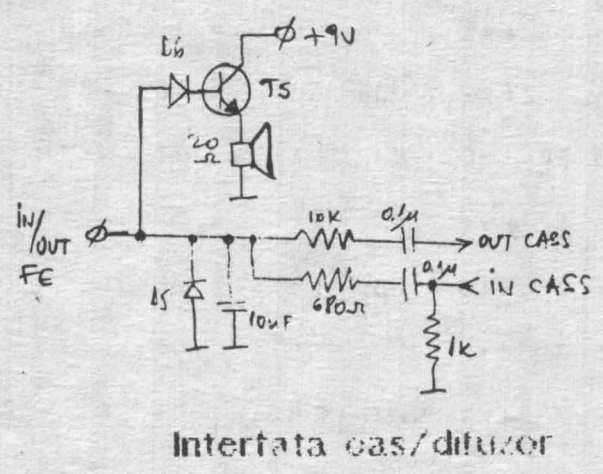 D6
+9V
T5
20
Ω
IN/OUT
FE
10K
0.1µ
OUT CASS
D5
10µF
680Ω
0.1µ
IN CASS
1K
Interfata cas/difuzor